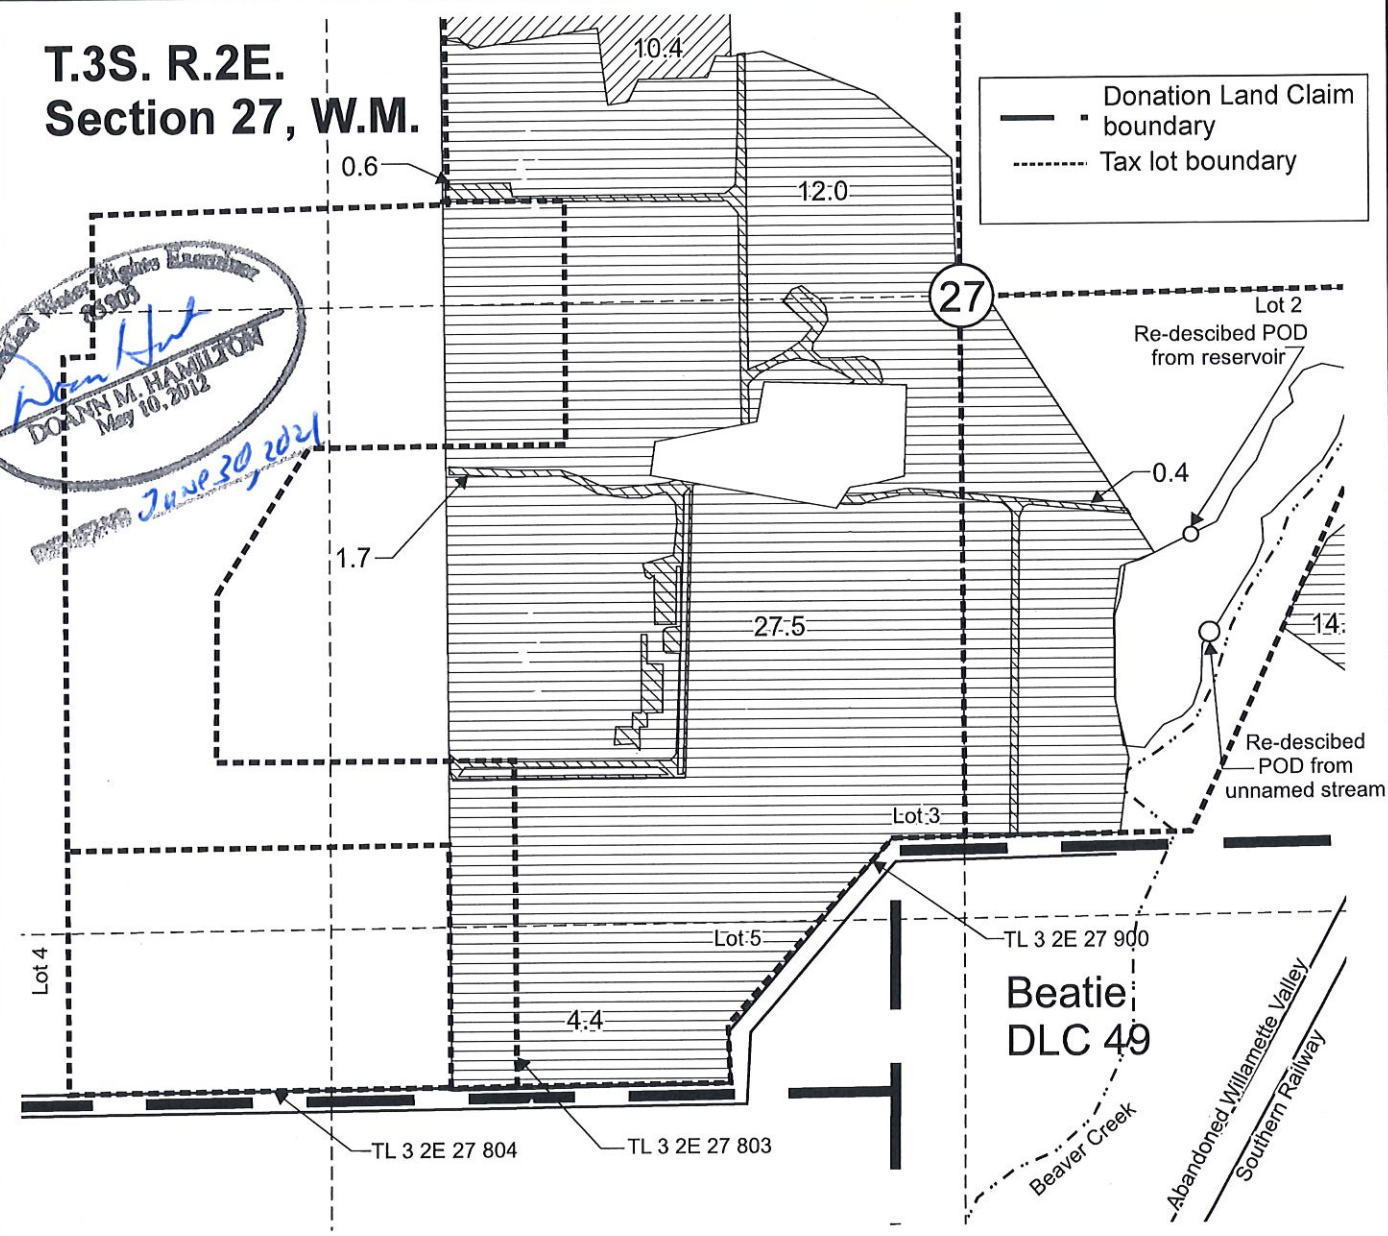 T.3S. R.2E.
Section 27, W.M.
10.4
Donation Land Claim
boundary
Tax lot boundary
0.6
12.0
27
Lot 2
Re-descibed POD
from reservoir
Water Rights Examiner
DOANN M. HAMILTON
May 10, 2012
June 30, 2021
0.4
1.7
27.5
14.
Re-descibed
POD from
unnamed stream
Lot 3
Lot 5
TL 3 2E 27 900
Lot 4
Beatie
DLC 49
4.4
Abandoned Willamette Valley
Southern Railway
Beaver Creek
TL 3 2E 27 804
TL 3 2E 27 803